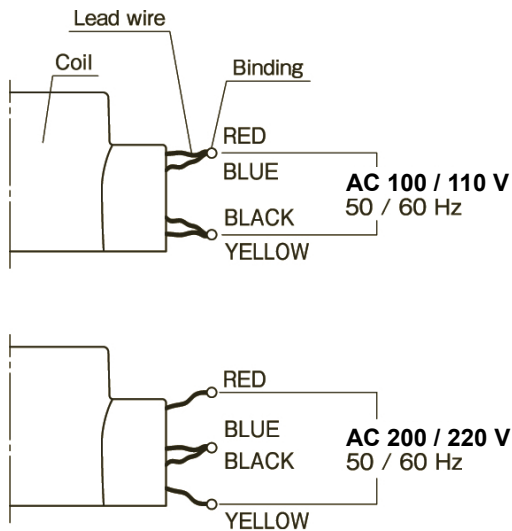 Lead wire
Coil
Binding
RED
BLUE
AC 100 / 110 V
50 / 60 Hz
BLACK
YELLOW
RED
BLUE
AC 200 / 220 V
BLACK
50 / 60 Hz
YELLOW